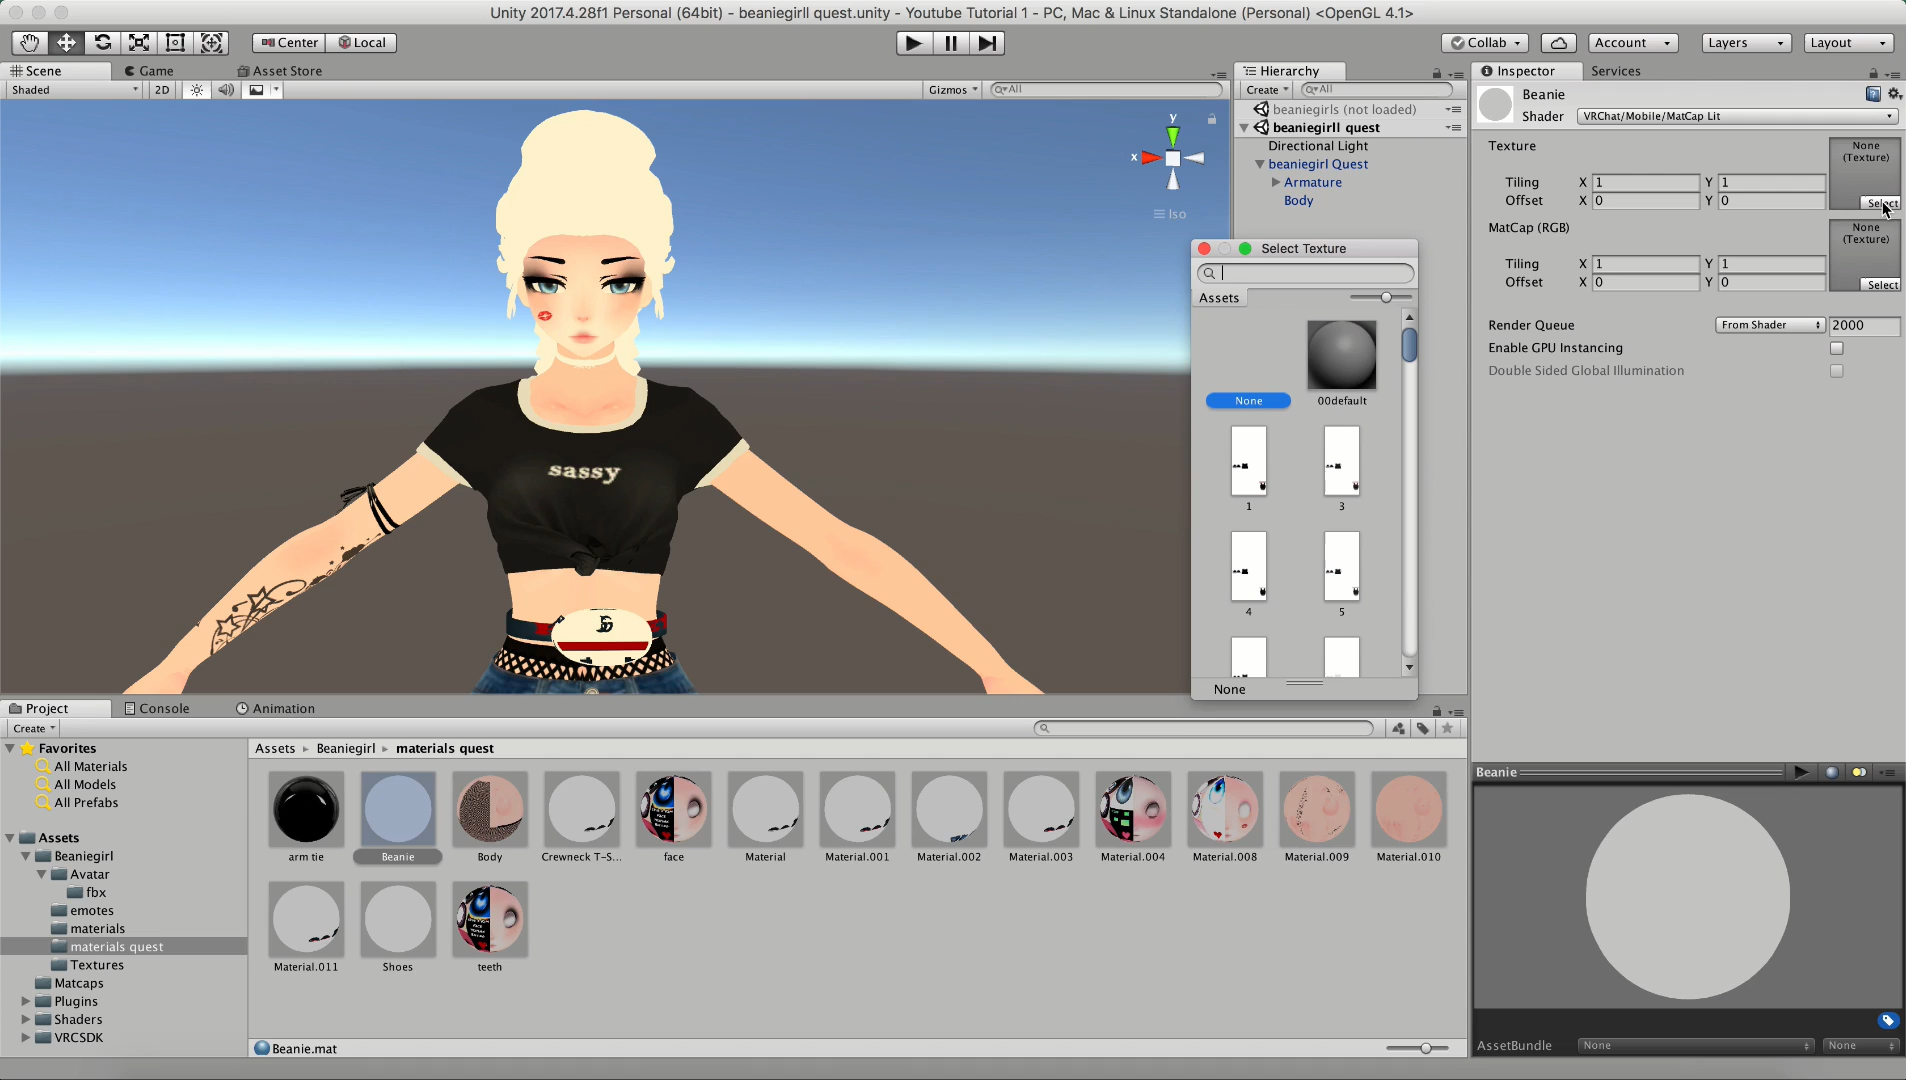 Unity 2017.4.28f1 Personal (64bit) - beaniegirll quest.unity - Youtube Tutorial 1 - PC, Mac & Linux Standalone (Personal) <OpenGL 4.1>
Center Local Collab Account Layers Layout
Scene Game Asset Store
Shaded 2D Gizmos All
y
x
Iso
sassy
Hierarchy
Create All
beaniegirls (not loaded)
beaniegirll quest
Directional Light
beaniegirl Quest
Armature
Body
Select Texture
Assets
None 00default
1 3
4 5
None
Inspector Services
Beanie
Shader VRChat/Mobile/MatCap Lit
Texture
None
(Texture)
Tiling X 1 Y 1
Offset X 0 Y 0
Select
MatCap (RGB)
None
(Texture)
Tiling X 1 Y 1
Offset X 0 Y 0
Select
Render Queue From Shader 2000
Enable GPU Instancing
Double Sided Global Illumination
Project Console Animation
Create
Favorites
All Materials
All Models
All Prefabs
Assets
Beaniegirl
Avatar
fbx
emotes
materials
materials quest
Textures
Matcaps
Plugins
Shaders
VRCSDK
Assets Beaniegirl materials quest
arm tie Beanie Body Crewneck T-S... face Material Material.001 Material.002 Material.003 Material.004 Material.008 Material.009 Material.010
Material.011 Shoes teeth
Beanie.mat
Beanie
AssetBundle None None